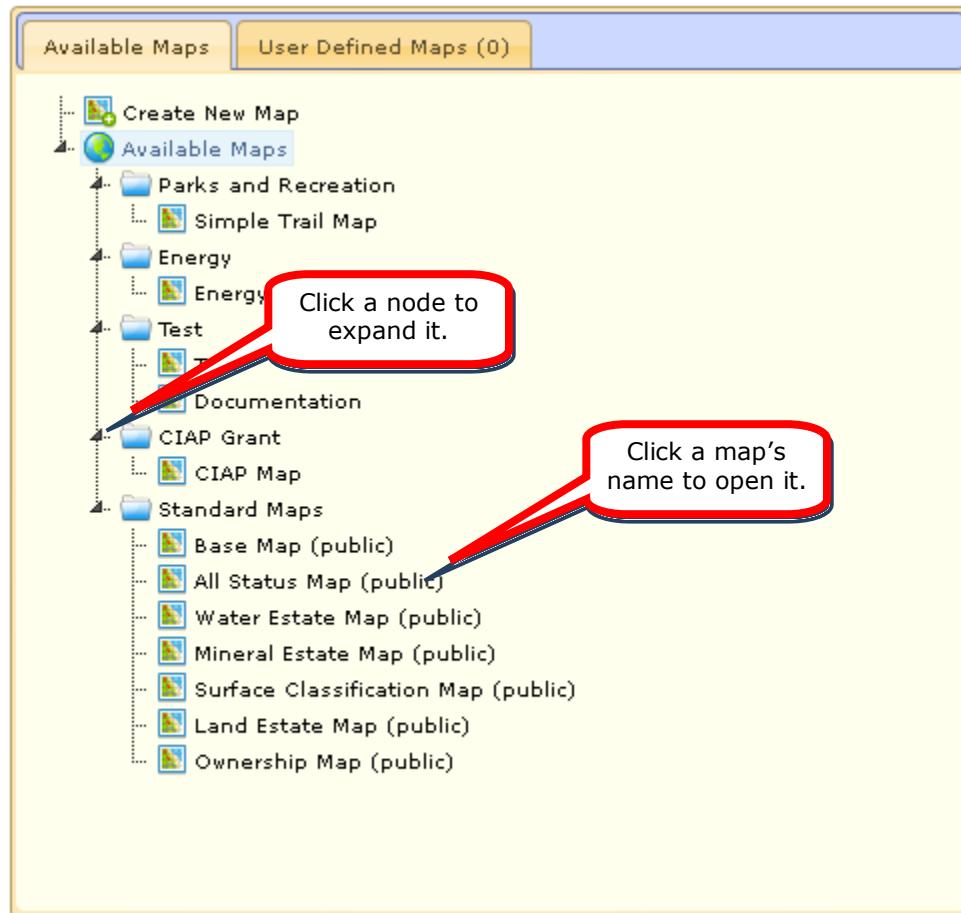 Available Maps
User Defined Maps (0)
Create New Map
Available Maps
Parks and Recreation
Simple Trail Map
Energy
Energy
Click a node to
expand it.
Test
Documentation
CIAP Grant
Click a map’s
name to open it.
CIAP Map
Standard Maps
Base Map (public)
All Status Map (public)
Water Estate Map (public)
Mineral Estate Map (public)
Surface Classification Map (public)
Land Estate Map (public)
Ownership Map (public)